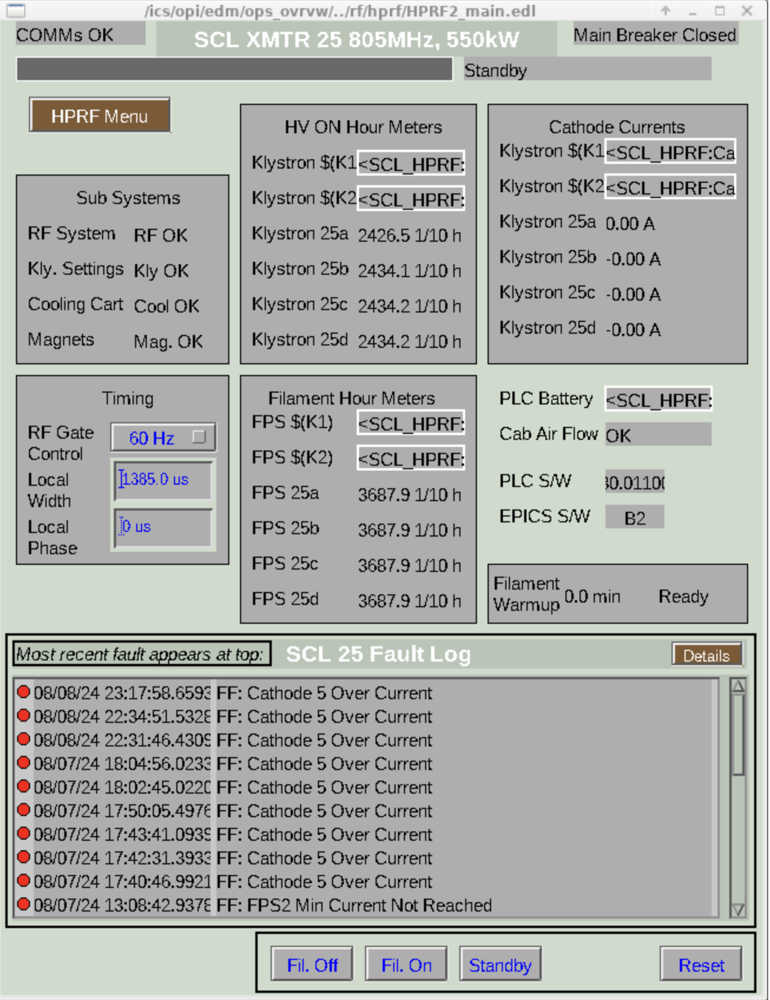 /ics/opi/edm/ops_ovrvw/../rf/hprf/HPRF2_main.edl
COMMs OK
SCL XMTR 25 805MHz, 550kW
Main Breaker Closed
Standby
HPRF Menu
Sub Systems
RF System RF OK
Kly. Settings Kly OK
Cooling Cart Cool OK
Magnets Mag. OK
HV ON Hour Meters
Klystron $(K1 <SCL_HPRF:
Klystron $(K2 <SCL_HPRF:
Klystron 25a 2426.5 1/10 h
Klystron 25b 2434.1 1/10 h
Klystron 25c 2434.2 1/10 h
Klystron 25d 2434.2 1/10 h
Cathode Currents
Klystron $(K1 <SCL_HPRF:Ca
Klystron $(K2 <SCL_HPRF:Ca
Klystron 25a 0.00 A
Klystron 25b -0.00 A
Klystron 25c -0.00 A
Klystron 25d -0.00 A
Timing
RF Gate
Control
60 Hz
Local
Width
1385.0 us
Local
Phase
0 us
Filament Hour Meters
FPS $(K1) <SCL_HPRF:
FPS $(K2) <SCL_HPRF:
FPS 25a 3687.9 1/10 h
FPS 25b 3687.9 1/10 h
FPS 25c 3687.9 1/10 h
FPS 25d 3687.9 1/10 h
PLC Battery <SCL_HPRF:
Cab Air Flow OK
PLC S/W
EPICS S/W B2
Filament
Warmup
0.0 min Ready
Most recent fault appears at top:
SCL 25 Fault Log
Details
08/08/24 23:17:58.6593 FF: Cathode 5 Over Current
08/08/24 22:34:51.5328 FF: Cathode 5 Over Current
08/08/24 22:31:46.4309 FF: Cathode 5 Over Current
08/07/24 18:04:56.0233 FF: Cathode 5 Over Current
08/07/24 18:02:45.0220 FF: Cathode 5 Over Current
08/07/24 17:50:05.4976 FF: Cathode 5 Over Current
08/07/24 17:43:41.0939 FF: Cathode 5 Over Current
08/07/24 17:42:31.3933 FF: Cathode 5 Over Current
08/07/24 17:40:46.9921 FF: Cathode 5 Over Current
08/07/24 13:08:42.9378 FF: FPS2 Min Current Not Reached
Fil. Off
Fil. On
Standby
Reset